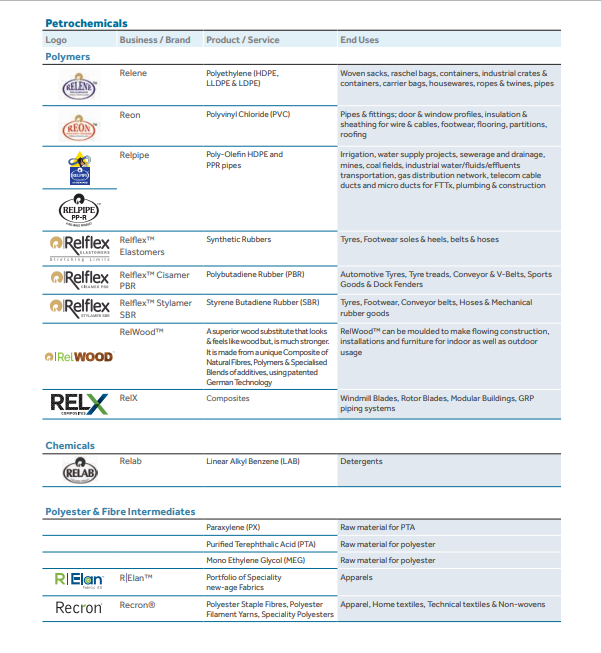 Petrochemicals
Logo Business / Brand Product / Service End Uses
Polymers
RELENE
Relene
Polyethylene (HDPE,
LLDPE & LDPE)
Woven sacks, raschel bags, containers, industrial crates &
containers, carrier bags, housewares, ropes & twines, pipes
REON
Reon
Polyvinyl Chloride (PVC)
Pipes & fittings; door & window profiles, insulation &
sheathing for wire & cables, footwear, flooring, partitions,
roofing
RELPIPE
Relpipe
Poly-Olefin HDPE and
PPR pipes
Irrigation, water supply projects, sewerage and drainage,
mines, coal fields, industrial water/fluids/effluents
transportation, gas distribution network, telecom cable
ducts and micro ducts for FTTx, plumbing & construction
RELPIPE
PP-R
Relflex
ELASTOMERS
Stretching Limits
Relflex™
Elastomers
Synthetic Rubbers
Tyres, Footwear soles & heels, belts & hoses
Relflex
CISAMER PBR
Relflex™ Cisamer
PBR
Polybutadiene Rubber (PBR)
Automotive Tyres, Tyre treads, Conveyor & V-Belts, Sports
Goods & Dock Fenders
Relflex
STYLAMER SBR
Relflex™ Stylamer
SBR
Styrene Butadiene Rubber (SBR)
Tyres, Footwear, Conveyor belts, Hoses & Mechanical
rubber goods
RelWOOD
RelWood™
A superior wood substitute that looks
& feels like wood but, is much stronger.
It is made from a unique Composite of
Natural Fibres, Polymers & Specialised
Blends of additives, using patented
German Technology
RelWood™ can be moulded to make flowing construction,
installations and furniture for indoor as well as outdoor
usage
RELX
COMPOSITES
RelX
Composites
Windmill Blades, Rotor Blades, Modular Buildings, GRP
piping systems
Chemicals
RELAB
Relab
Linear Alkyl Benzene (LAB)
Detergents
Polyester & Fibre Intermediates
Paraxylene (PX) Raw material for PTA
Purified Terephthalic Acid (PTA) Raw material for polyester
Mono Ethylene Glycol (MEG) Raw material for polyester
R|Elan
Fabric 2.0
R|Elan™
Portfolio of Speciality
new-age Fabrics
Apparels
Recron
Recron®
Polyester Staple Fibres, Polyester
Filament Yarns, Speciality Polyesters
Apparel, Home textiles, Technical textiles & Non-wovens